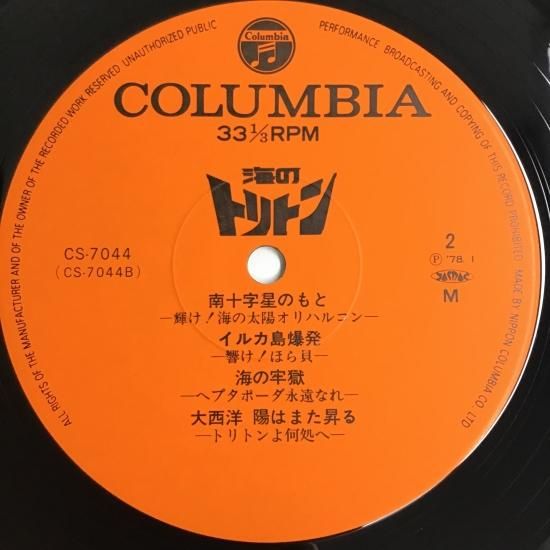 ALL RIGHTS OF THE MANUFACTURER AND OF THE OWNER OF THE RECORDED WORK RESERVED UNAUTHORIZED PUBLIC PERFORMANCE BROADCASTING AND COPYING OF THIS RECORD PROHIBITED MADE BY NIPPON COLUMBIA CO LTD
Columbia
COLUMBIA
33⅓RPM
海の
トリトン
CS-7044
(CS-7044B)
2
Ⓟ '78. 1
JASRAC
M
南十字星のもと
—輝け!海の太陽オリハルコン—
イルカ島爆発
—響け!ほら貝—
海の牢獄
—ヘプタポーダ永遠なれ—
大西洋 陽はまた昇る
—トリトンよ何処へ—